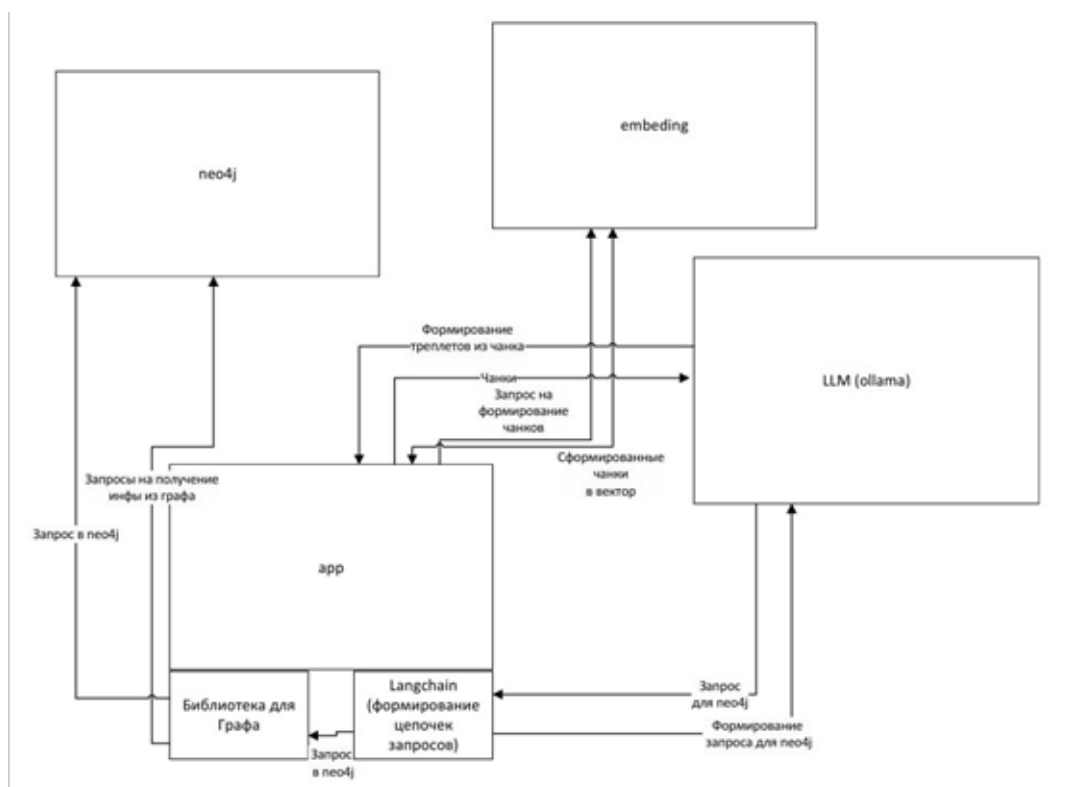 embeding
neo4j
Формирование
треплетов из чанка
LLM (ollama)
Чанки
Запрос на
формирование
чанков
Сформированные
чанки
в вектор
Запросы на получение
инфы из графа
Запрос в neo4j
app
Библиотека для
Графа
Langchain
(формирование
цепочек
запросов)
Запрос
для neo4j
Формирование
запроса для neo4j
Запрос
в neo4j